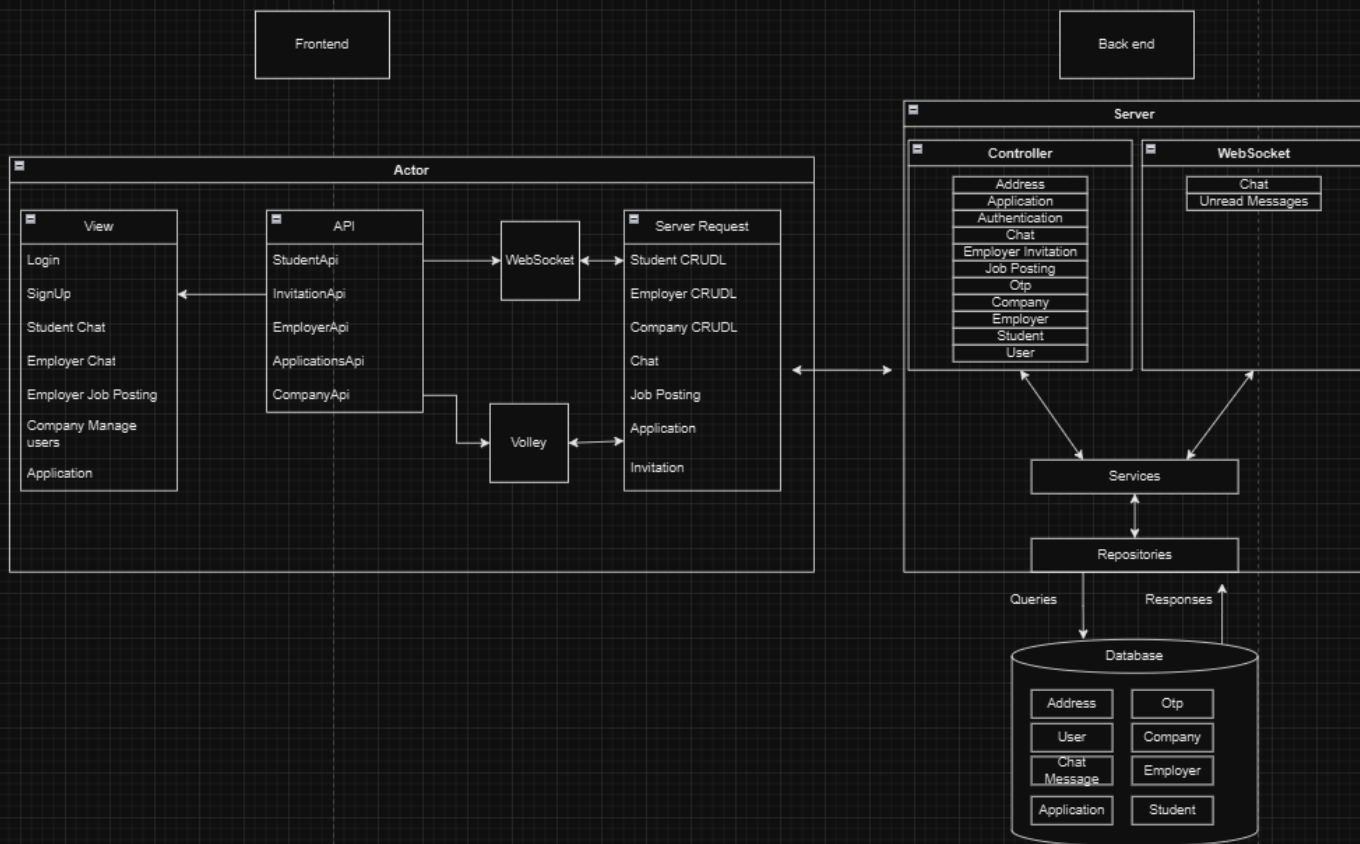 Frontend
Back end
Actor
View
Login
SignUp
Student Chat
Employer Chat
Employer Job Posting
Company Manage
users
Application
API
StudentApi
InvitationApi
EmployerApi
ApplicationsApi
CompanyApi
WebSocket
Volley
Server Request
Student CRUDL
Employer CRUDL
Company CRUDL
Chat
Job Posting
Application
Invitation
Server
Controller
Address
Application
Authentication
Chat
Employer Invitation
Job Posting
Otp
Company
Employer
Student
User
WebSocket
Chat
Unread Messages
Services
Repositories
Queries
Responses
Database
Address
Otp
User
Company
Chat
Message
Employer
Application
Student